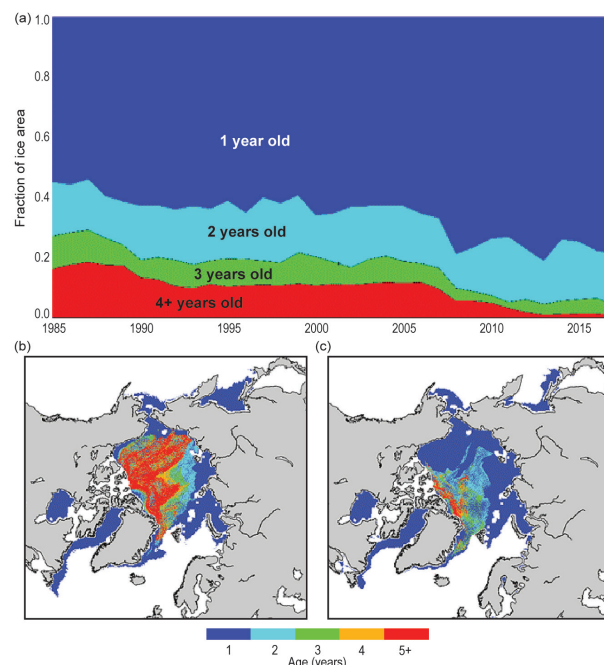 (a)
1.0
0.8
0.6
0.4
0.2
0.0
Fraction of ice area
1 year old
2 years old
3 years old
4+ years old
1985 1990 1995 2000 2005 2010 2015
(b) (c)
1 2 3 4 5+
Age (years)